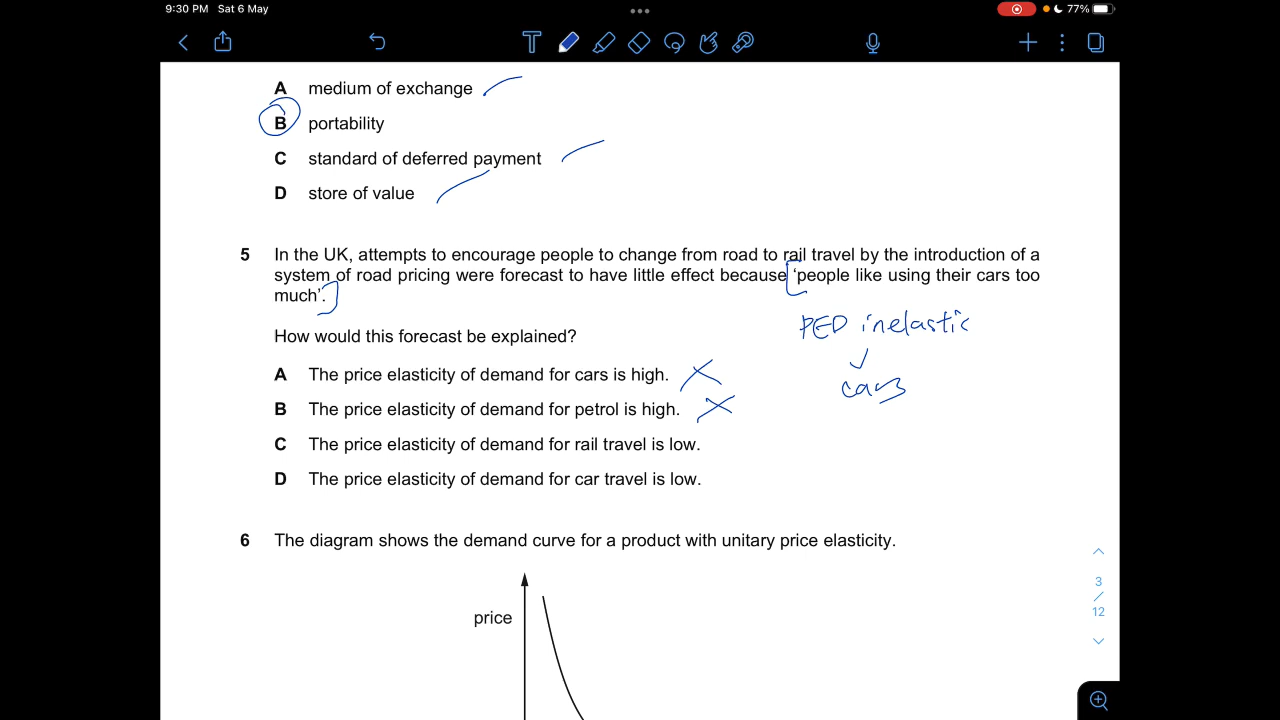 9:30 PM Sat 6 May
77%
A medium of exchange
B portability
C standard of deferred payment
D store of value
5 In the UK, attempts to encourage people to change from road to rail travel by the introduction of a
system of road pricing were forecast to have little effect because ‘people like using their cars too
much’.
PED inelastic
How would this forecast be explained?
cars
A The price elasticity of demand for cars is high.
B The price elasticity of demand for petrol is high.
C The price elasticity of demand for rail travel is low.
D The price elasticity of demand for car travel is low.
6 The diagram shows the demand curve for a product with unitary price elasticity.
price
3
/
12